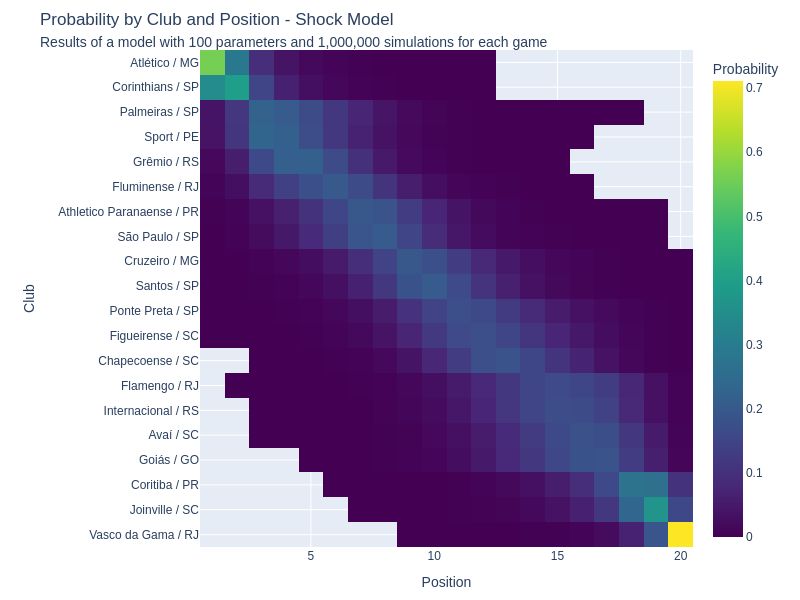 Probability by Club and Position - Shock Model
Results of a model with 100 parameters and 1,000,000 simulations for each game
Probability
Atlético / MG
Corinthians / SP
Palmeiras / SP
Sport / PE
Grêmio / RS
Fluminense / RJ
Athletico Paranaense / PR
São Paulo / SP
Cruzeiro / MG
Santos / SP
Ponte Preta / SP
Figueirense / SC
Chapecoense / SC
Flamengo / RJ
Internacional / RS
Avaí / SC
Goiás / GO
Coritiba / PR
Joinville / SC
Vasco da Gama / RJ
Club
5 10 15 20
Position
0.7
0.6
0.5
0.4
0.3
0.2
0.1
0